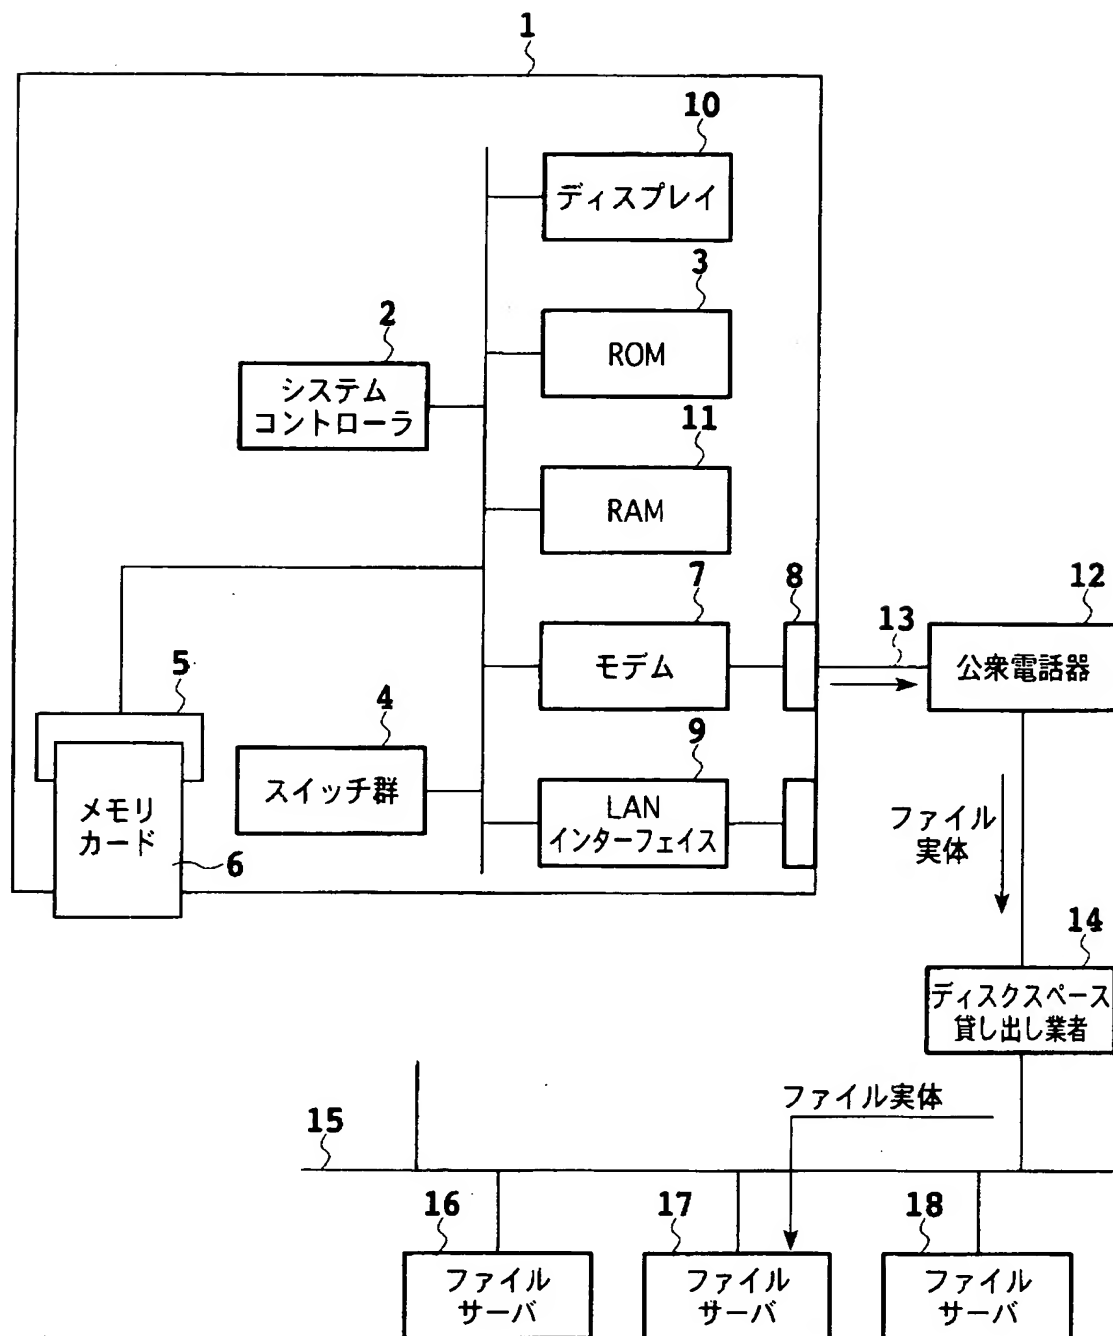 1
10
ディスプレイ
3
ROM
2
システム
コントローラ
11
RAM
7
モデム
8
13
12
公衆電話器
5
メモリ
カード
6
4
スイッチ群
9
LAN
インターフェイス
ファイル
実体
14
ディスクスペース
貸し出し業者
ファイル実体
15
16
ファイル
サーバ
17
ファイル
サーバ
18
ファイル
サーバ